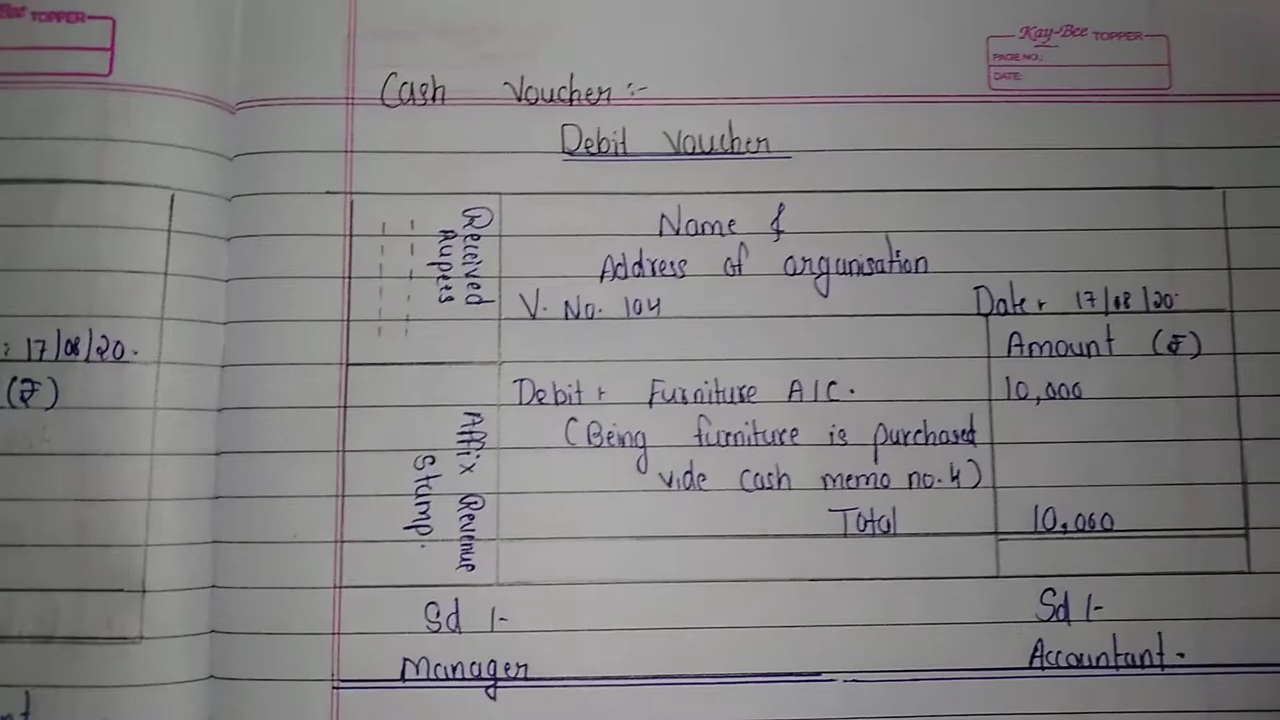 TOPPER
: 17/08/20.
(₹)
Kay-Bee TOPPER
PAGE NO.:
DATE:
Cash Voucher :-
Debit Voucher
Received
Rupees
Affix Revenue
Stamp.
Name &
Address of organisation
V. No. 104 Date : 17/08/20.
Amount (₹)
Debit : Furniture A/C. 10,000
(Being furniture is purchased
vide cash memo no. 4)
Total 10,000
Sd /- Sd /-
Manager Accountant.